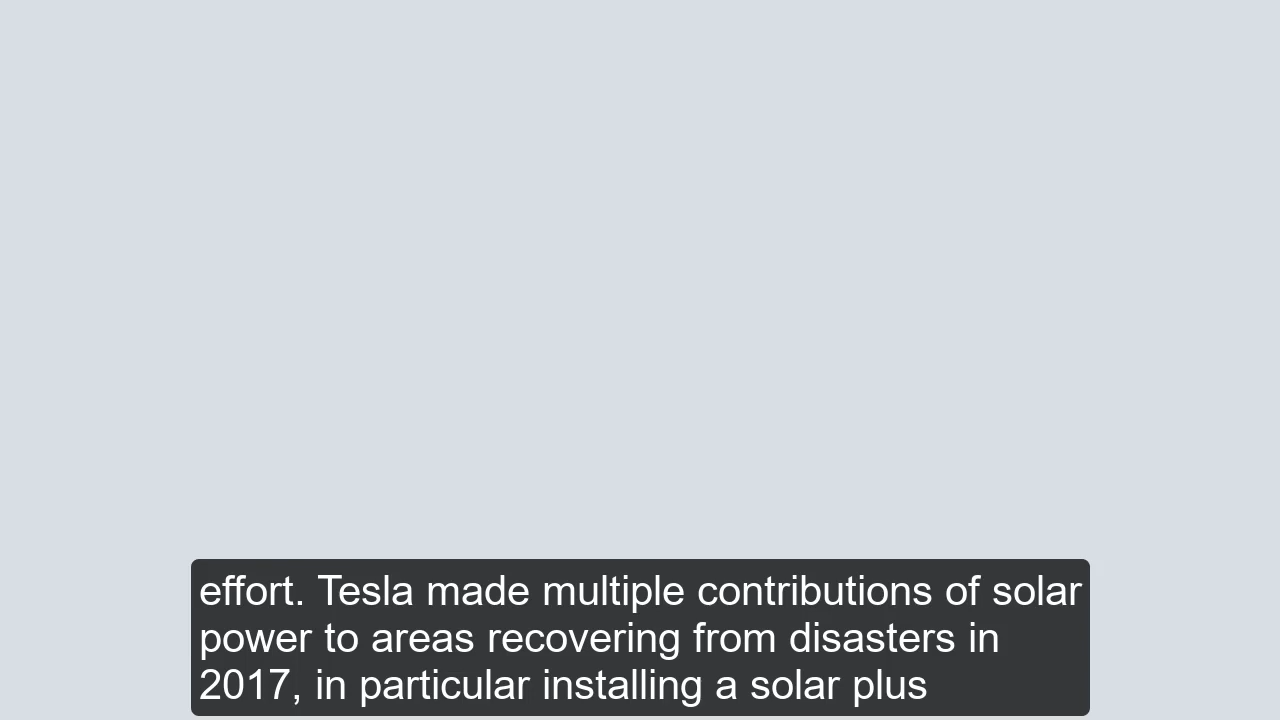 effort. Tesla made multiple contributions of solar
power to areas recovering from disasters in
2017, in particular installing a solar plus